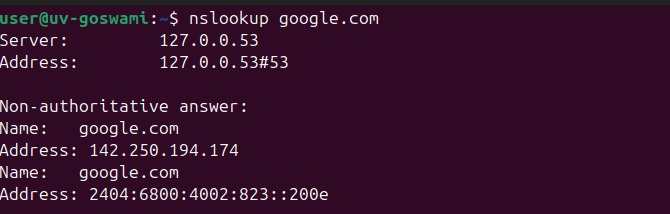 user@uv-goswami:~$ nslookup google.com
Server:         127.0.0.53
Address:        127.0.0.53#53

Non-authoritative answer:
Name:   google.com
Address: 142.250.194.174
Name:   google.com
Address: 2404:6800:4002:823::200e